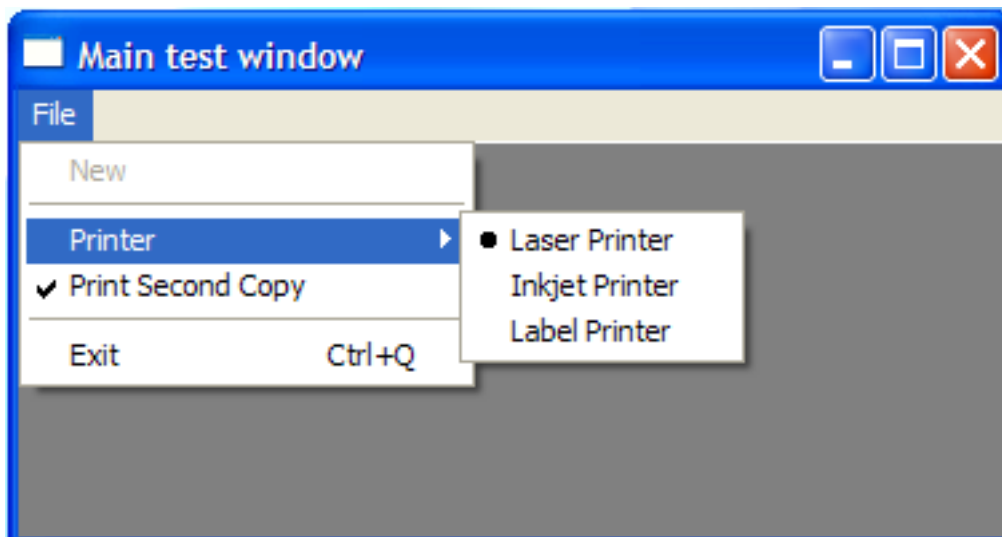 Main test window
File
New
Printer
Laser Printer
Inkjet Printer
Label Printer
Print Second Copy
Exit Ctrl+Q